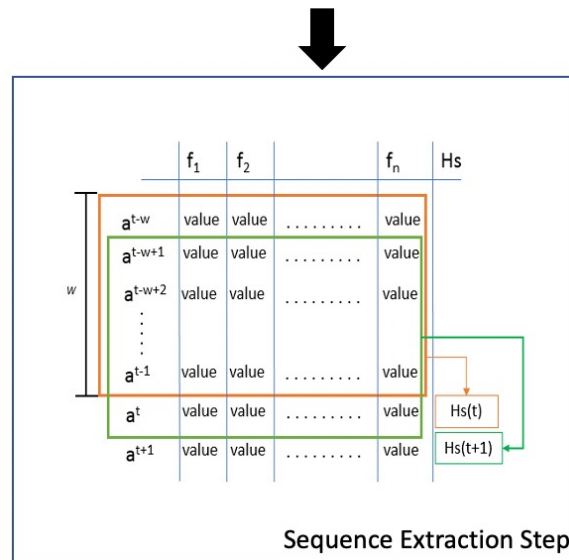 f₁ f₂ fₙ Hs
aᵗ⁻ʷ value value ......... value
aᵗ⁻ʷ⁺¹ value value ......... value
w aᵗ⁻ʷ⁺² value value ......... value
aᵗ⁻¹ value value ......... value
aᵗ value value ......... value Hs(t)
aᵗ⁺¹ value value ......... value Hs(t+1)
Sequence Extraction Step